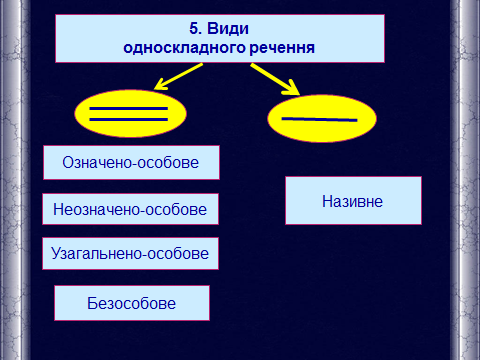 5. Види
односкладного речення
Означено-особове
Неозначено-особове
Узагальнено-особове
Безособове
Називне